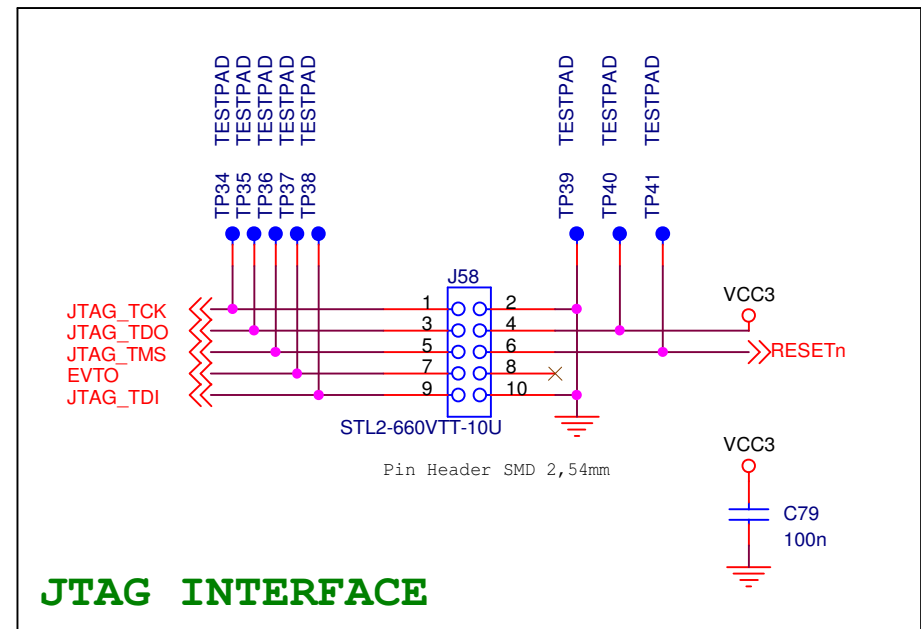 TP34 TESTPAD
TP35 TESTPAD
TP36 TESTPAD
TP37 TESTPAD
TP38 TESTPAD
TP39 TESTPAD
TP40 TESTPAD
TP41 TESTPAD
J58
VCC3
JTAG_TCK 1 2
JTAG_TDO 3 4
JTAG_TMS 5 6 RESETn
EVTO 7 8
JTAG_TDI 9 10
STL2-660VTT-10U
Pin Header SMD 2,54mm
VCC3
C79
100n
JTAG INTERFACE